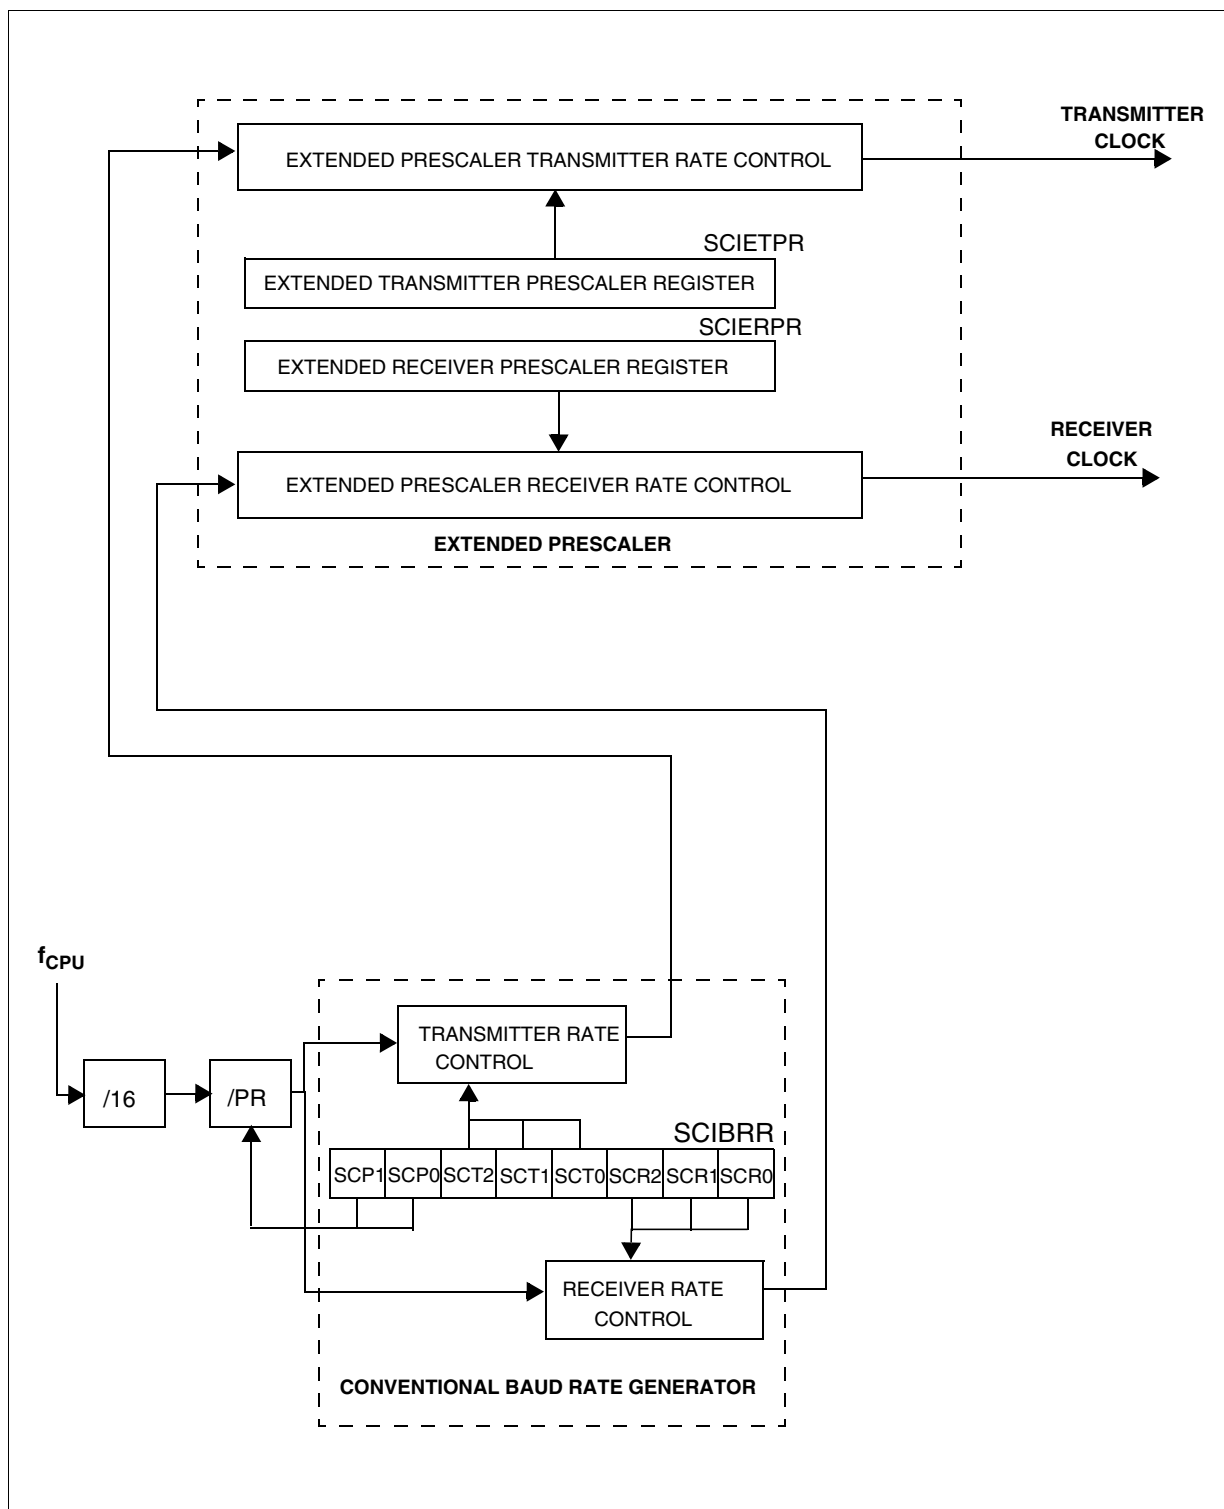 TRANSMITTER
CLOCK
EXTENDED PRESCALER TRANSMITTER RATE CONTROL
SCIETPR
EXTENDED TRANSMITTER PRESCALER REGISTER
SCIERPR
EXTENDED RECEIVER PRESCALER REGISTER
RECEIVER
CLOCK
EXTENDED PRESCALER RECEIVER RATE CONTROL
EXTENDED PRESCALER
fCPU
TRANSMITTER RATE
CONTROL
/16
/PR
SCIBRR
SCP1 SCP0 SCT2 SCT1 SCT0 SCR2 SCR1 SCR0
RECEIVER RATE
CONTROL
CONVENTIONAL BAUD RATE GENERATOR